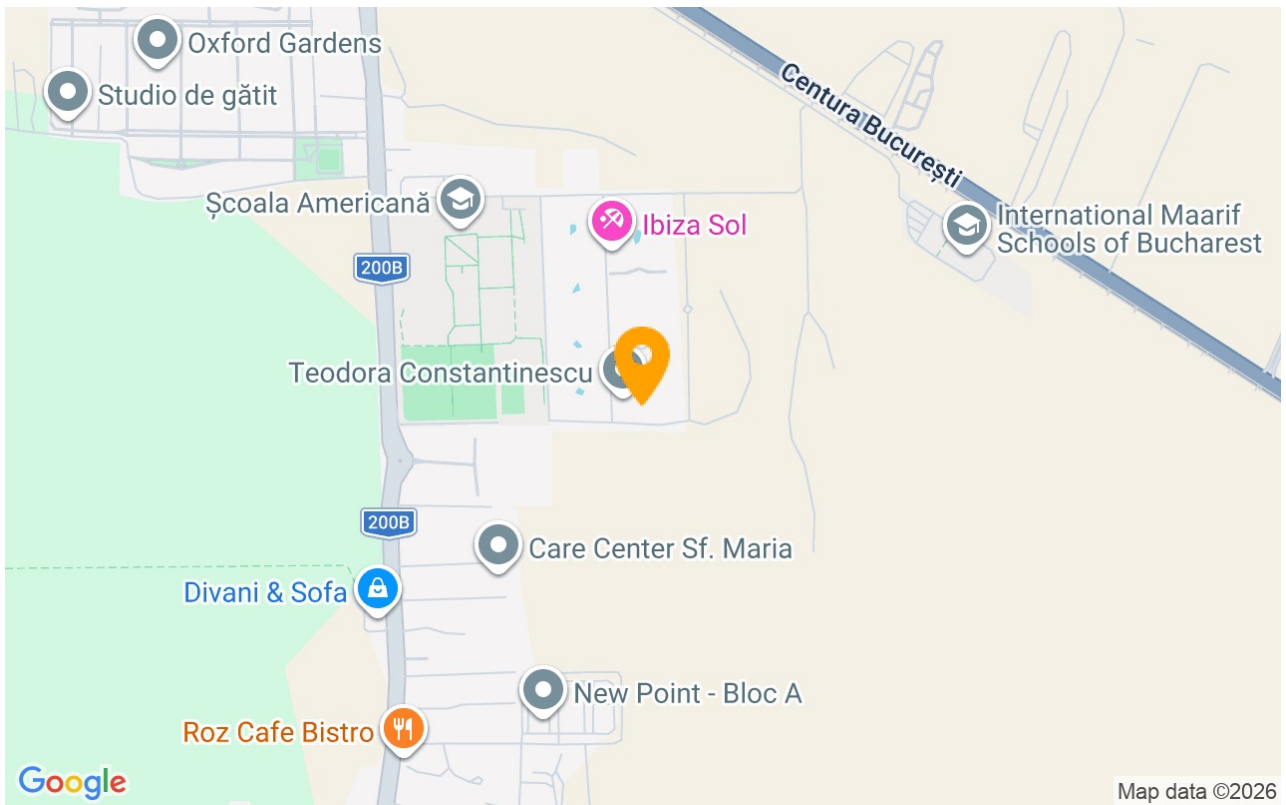 Oxford Gardens
Studio de gătit
Centura București
Școala Americană
Ibiza Sol
International Maarif
Schools of Bucharest
200B
Teodora Constantinescu
200B
Care Center Sf. Maria
Divani & Sofa
New Point - Bloc A
Roz Cafe Bistro
Google
Map data ©2026